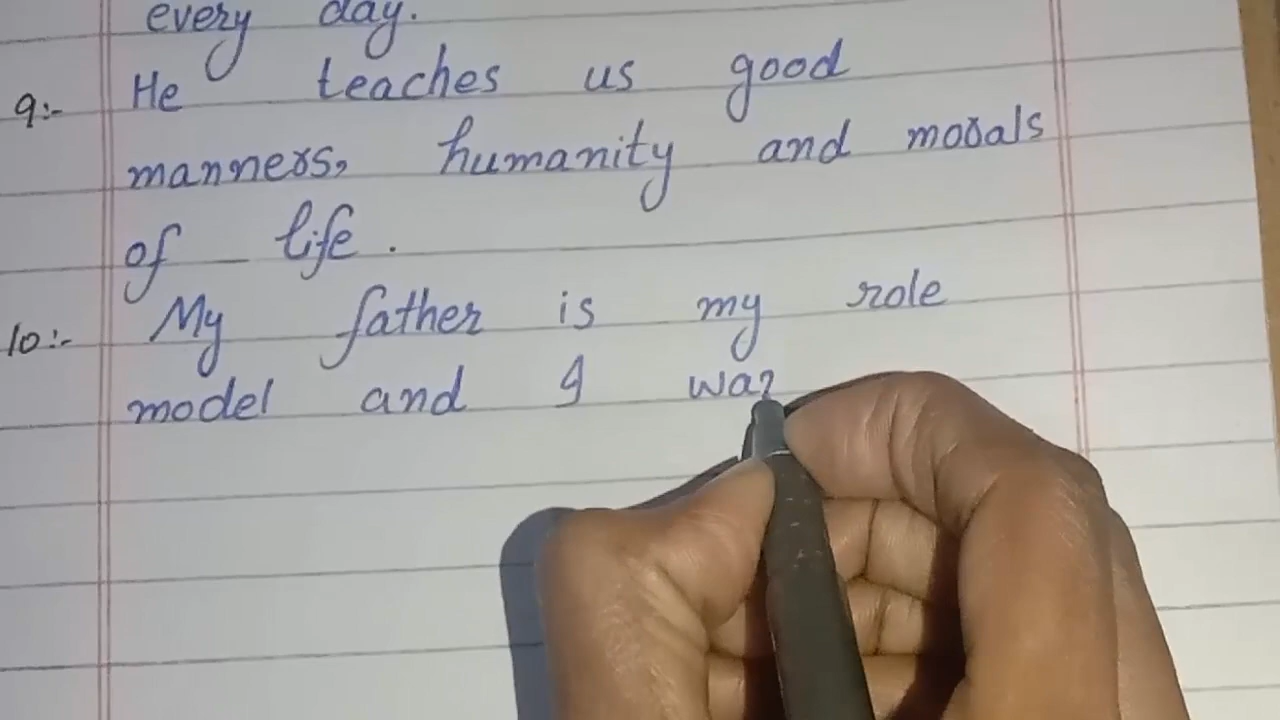 every day.
9:- He teaches us good
manners, humanity and morals
of life.
10:- My father is my role
model and I